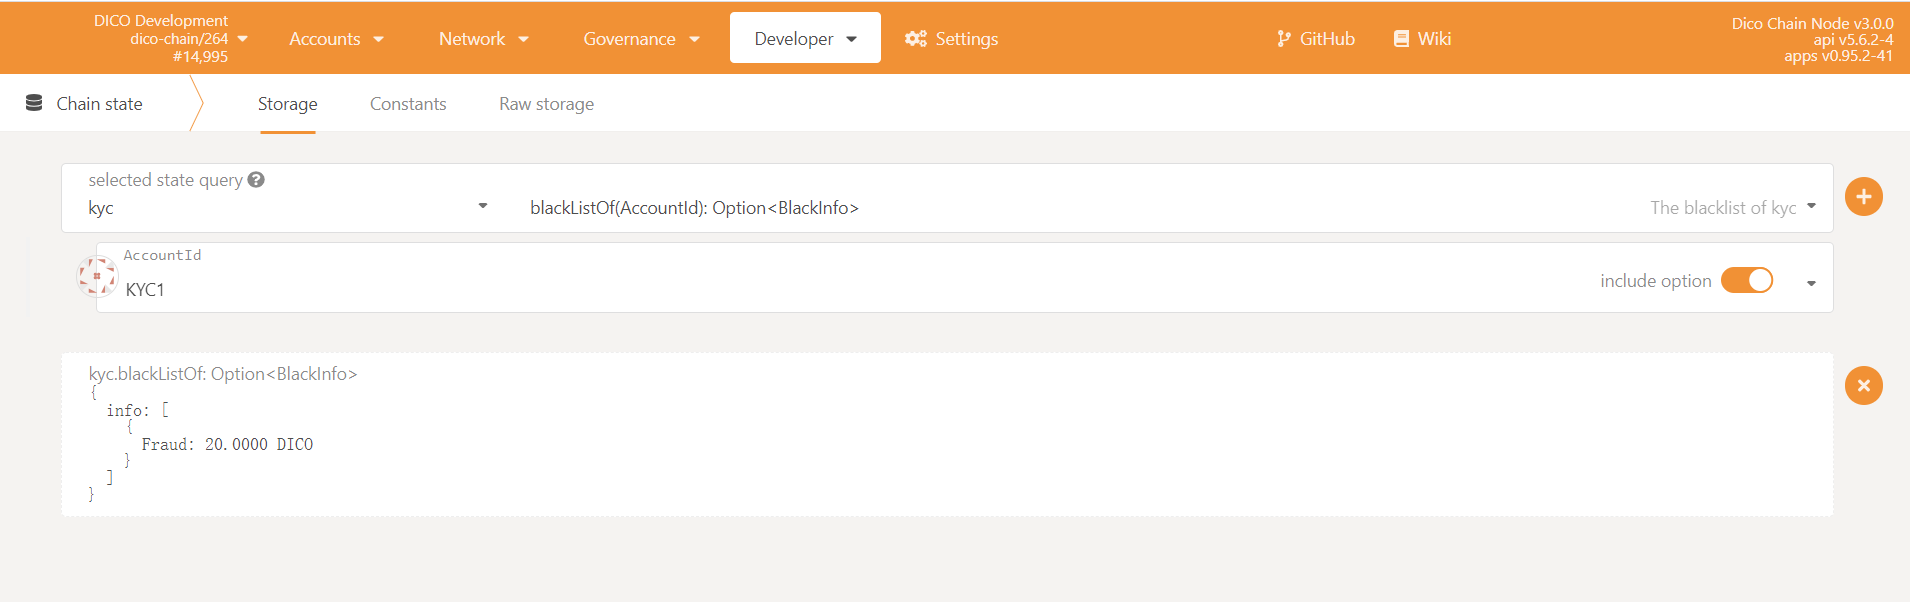 DICO Development
dico-chain/264
#14,995
Accounts
Network
Governance
Developer
Settings
GitHub
Wiki
Dico Chain Node v3.0.0
api v5.6.2-4
apps v0.95.2-41
Chain state
Storage
Constants
Raw storage
selected state query
kyc
blackListOf(AccountId): Option<BlackInfo>
The blacklist of kyc
AccountId
KYC1
include option
kyc.blackListOf: Option<BlackInfo>
{
info: [
{
Fraud: 20.0000 DICO
}
]
}